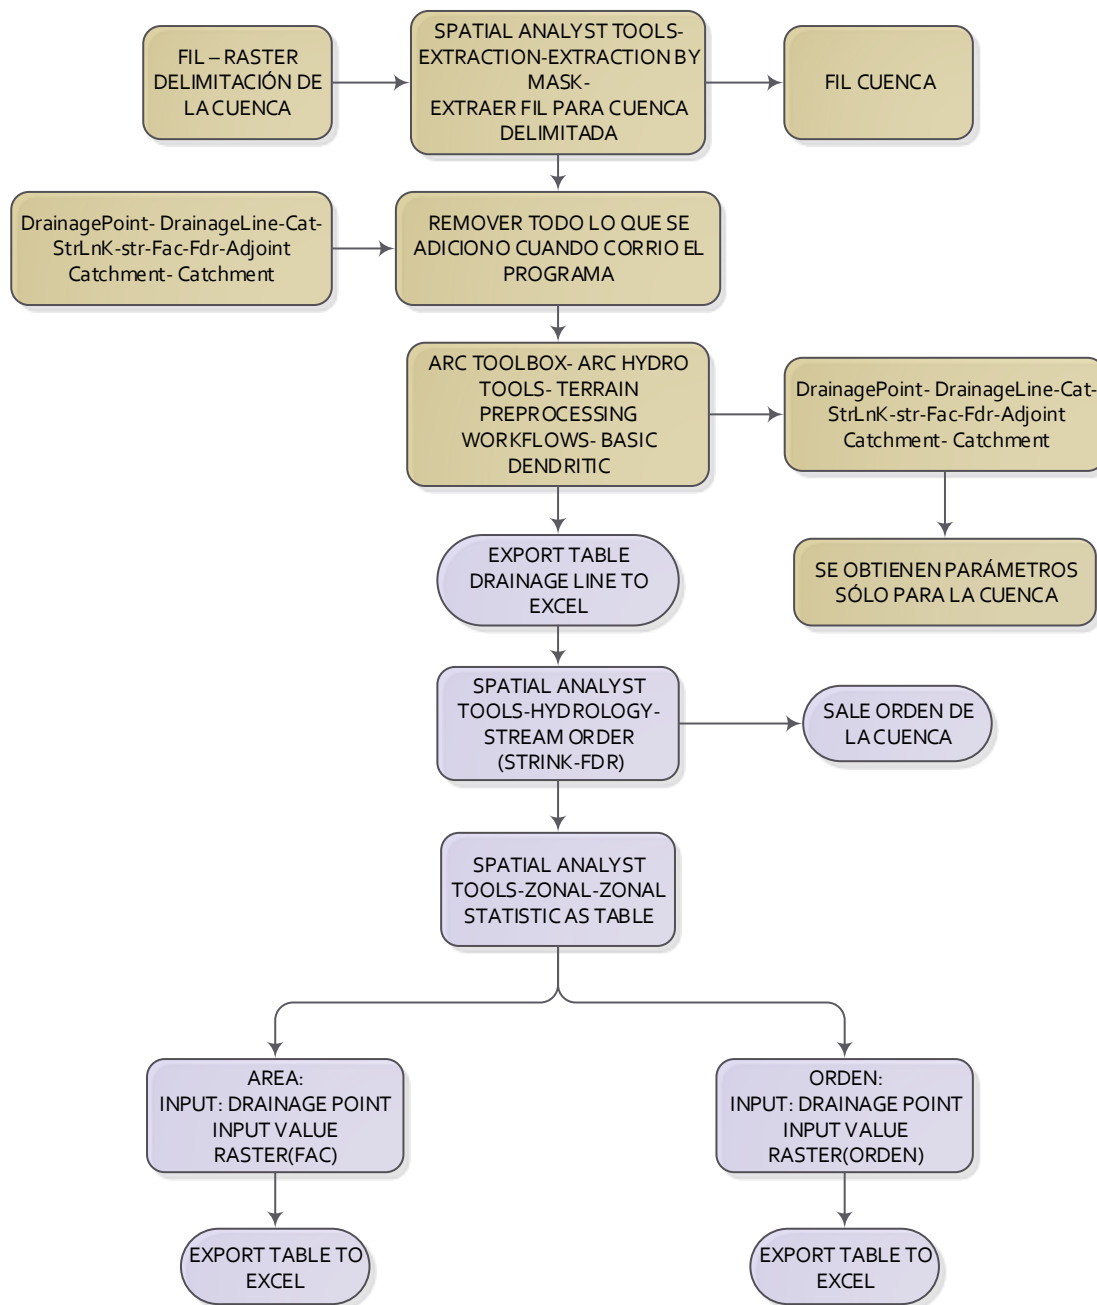 FIL – RASTER
DELIMITACIÓN DE
LA CUENCA
SPATIAL ANALYST TOOLS-
EXTRACTION-EXTRACTION BY
MASK-
EXTRAER FIL PARA CUENCA
DELIMITADA
FIL CUENCA
DrainagePoint- DrainageLine-Cat-
StrLnK-str-Fac-Fdr-Adjoint
Catchment- Catchment
REMOVER TODO LO QUE SE
ADICIONO CUANDO CORRIO EL
PROGRAMA
ARC TOOLBOX- ARC HYDRO
TOOLS- TERRAIN
PREPROCESSING
WORKFLOWS- BASIC
DENDRITIC
DrainagePoint- DrainageLine-Cat-
StrLnK-str-Fac-Fdr-Adjoint
Catchment- Catchment
EXPORT TABLE
DRAINAGE LINE TO
EXCEL
SE OBTIENEN PARÁMETROS
SÓLO PARA LA CUENCA
SPATIAL ANALYST
TOOLS-HYDROLOGY-
STREAM ORDER
(STRINK-FDR)
SALE ORDEN DE
LA CUENCA
SPATIAL ANALYST
TOOLS-ZONAL-ZONAL
STATISTIC AS TABLE
AREA:
INPUT: DRAINAGE POINT
INPUT VALUE
RASTER(FAC)
ORDEN:
INPUT: DRAINAGE POINT
INPUT VALUE
RASTER(ORDEN)
EXPORT TABLE TO
EXCEL
EXPORT TABLE TO
EXCEL